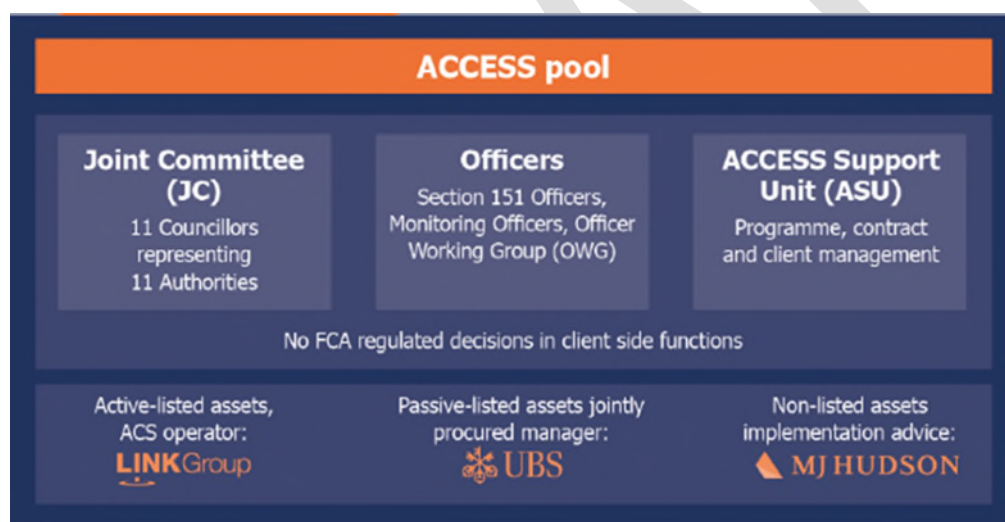 ACCESS pool
Joint Committee
(JC)
11 Councillors
representing
11 Authorities
Officers
Section 151 Officers,
Monitoring Officers, Officer
Working Group (OWG)
ACCESS Support
Unit (ASU)
Programme, contract
and client management
No FCA regulated decisions in client side functions
Active-listed assets,
ACS operator:
LINKGroup
Passive-listed assets jointly
procured manager:
UBS
Non-listed assets
implementation advice:
MJ HUDSON